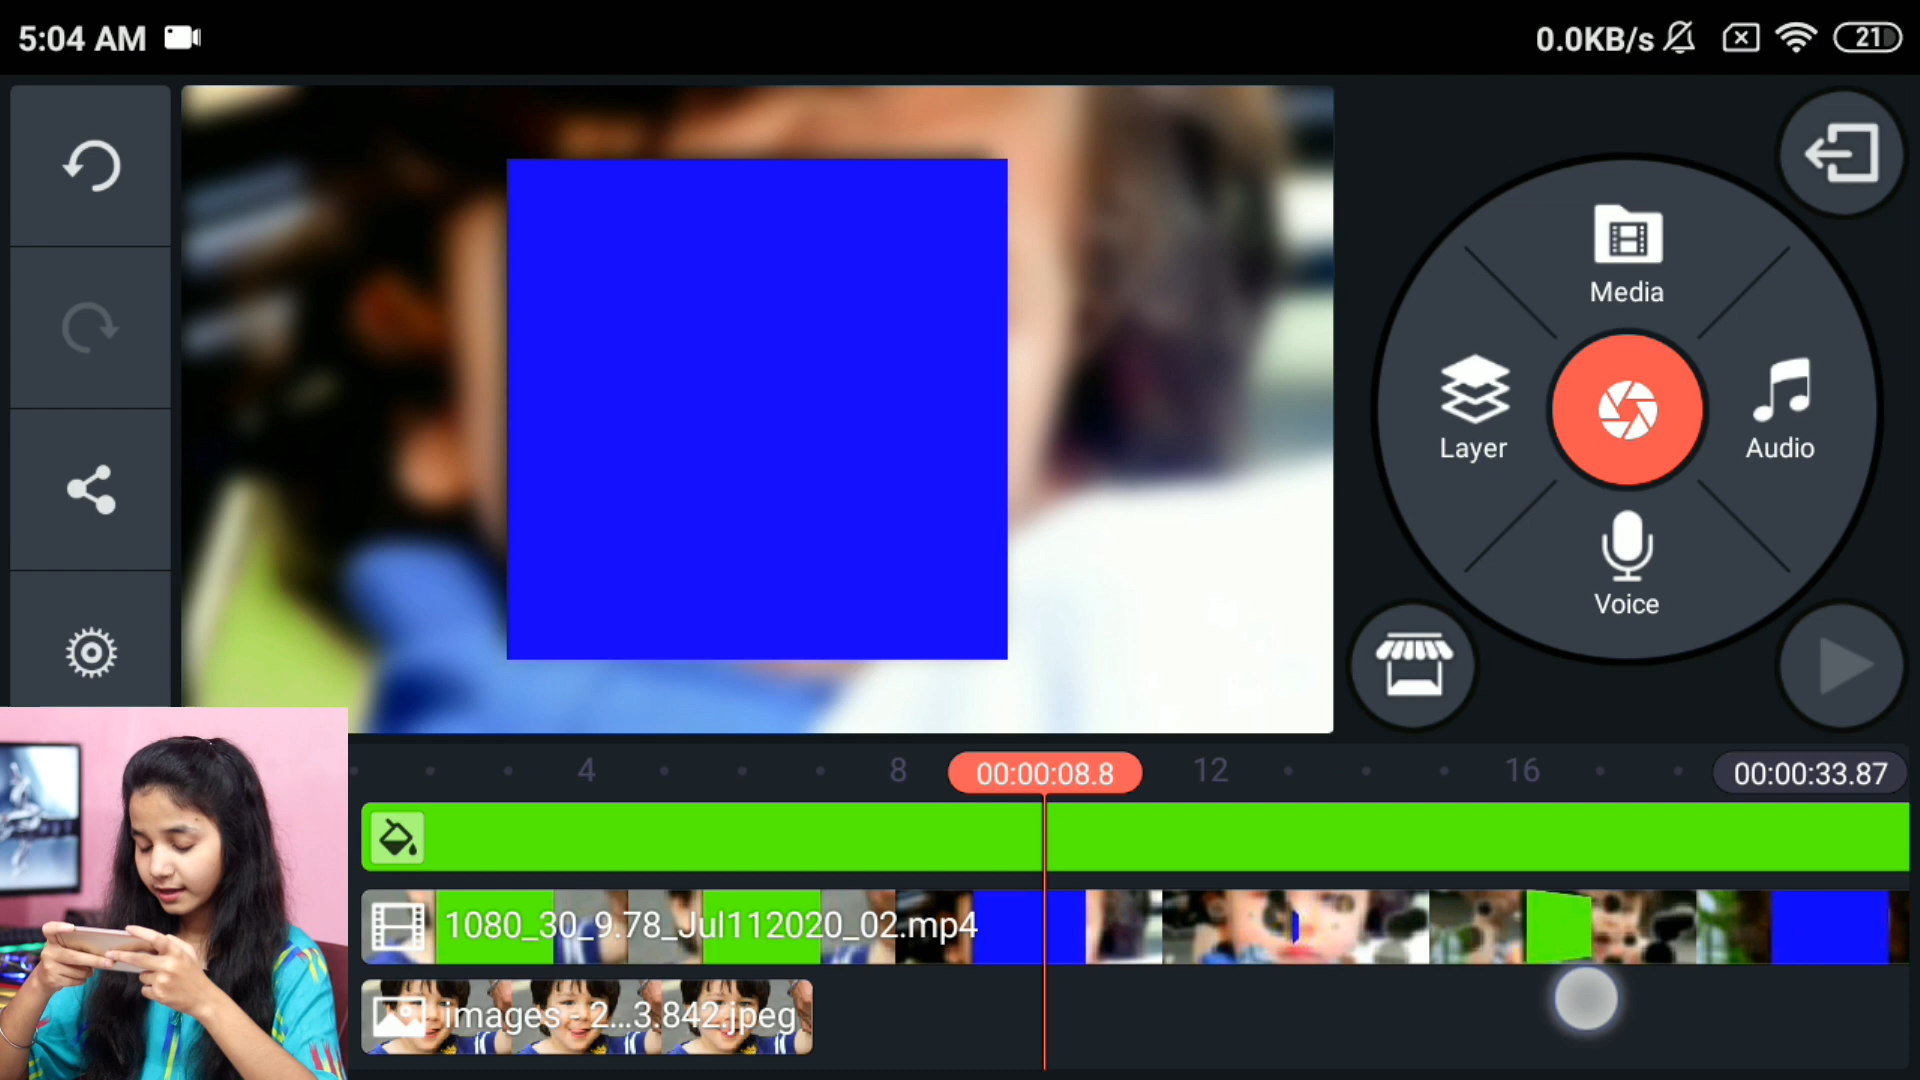 5:04 AM
0.0KB/s
21
Media
Layer
Audio
Voice
4
8
00:00:08.8
12
16
00:00:33.87
1080_30_9.78_Jul112020_02.mp4
images - 2...3.842.jpeg